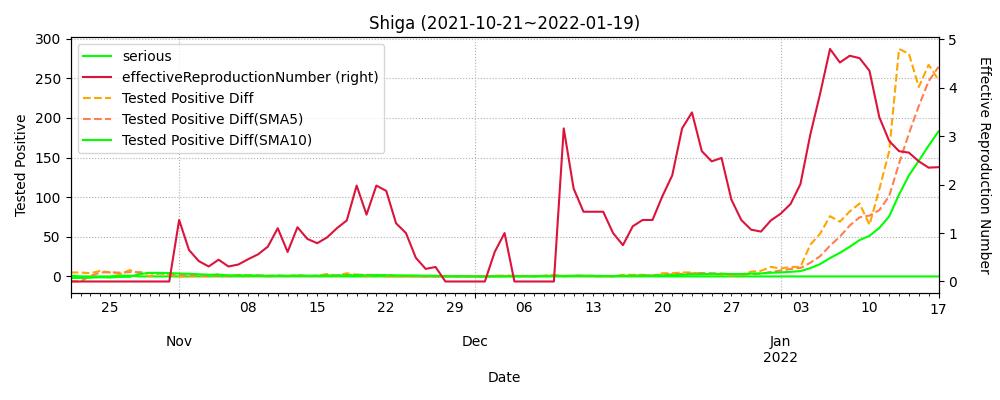 Shiga (2021-10-21~2022-01-19)
serious
effectiveReproductionNumber (right)
Tested Positive Diff
Tested Positive Diff(SMA5)
Tested Positive Diff(SMA10)
300
250
200
150
100
50
0
Tested Positive
5
4
3
2
1
0
Effective Reproduction Number
25 08 15 22 29 06 13 20 27 03 10 17
Nov Dec Jan
2022
Date